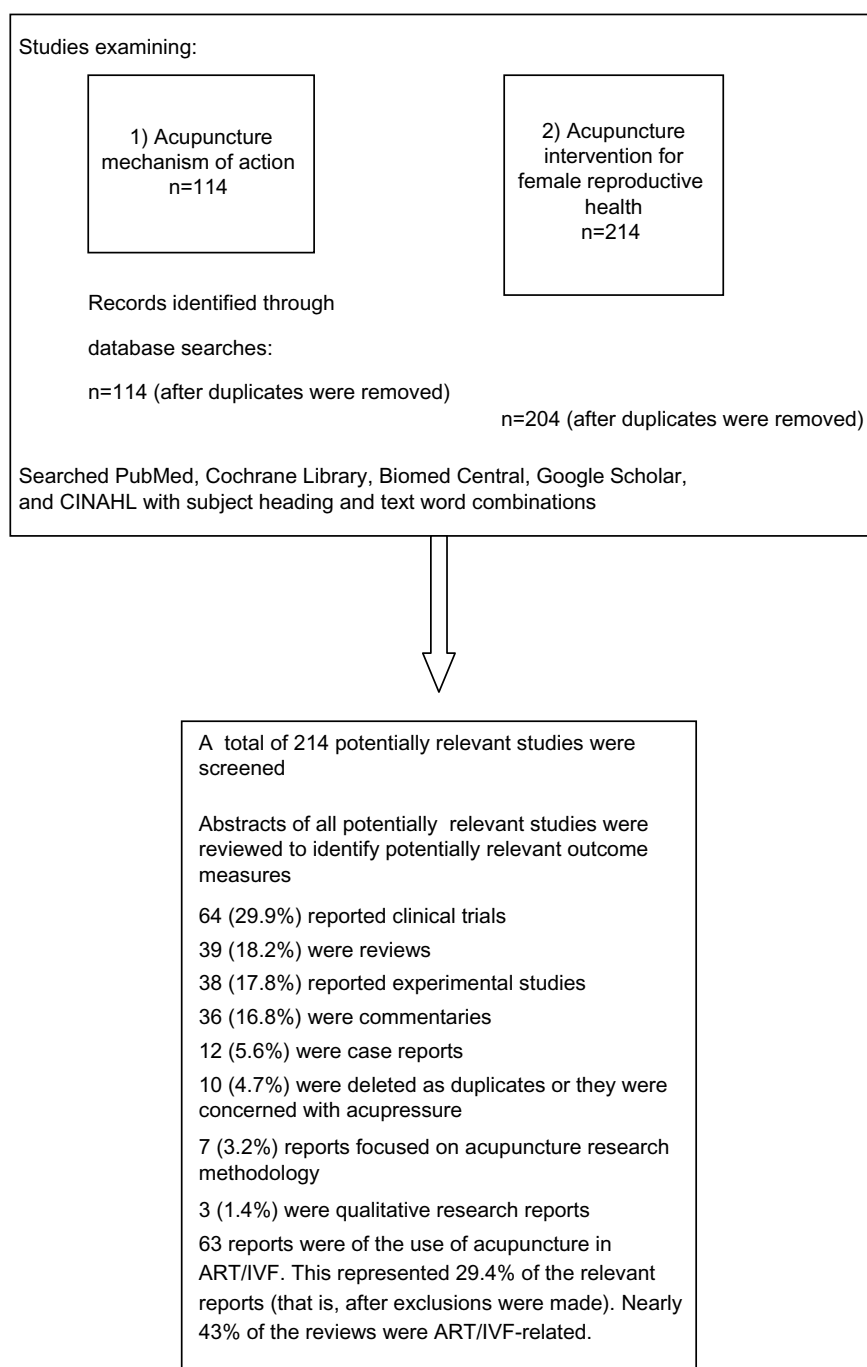 Studies examining:
1) Acupuncture
mechanism of action
n=114
2) Acupuncture
intervention for
female reproductive
health
n=214
Records identified through
database searches:
n=114 (after duplicates were removed)
n=204 (after duplicates were removed)
Searched PubMed, Cochrane Library, Biomed Central, Google Scholar,
and CINAHL with subject heading and text word combinations
A total of 214 potentially relevant studies were
screened
Abstracts of all potentially relevant studies were
reviewed to identify potentially relevant outcome
measures
64 (29.9%) reported clinical trials
39 (18.2%) were reviews
38 (17.8%) reported experimental studies
36 (16.8%) were commentaries
12 (5.6%) were case reports
10 (4.7%) were deleted as duplicates or they were
concerned with acupressure
7 (3.2%) reports focused on acupuncture research
methodology
3 (1.4%) were qualitative research reports
63 reports were of the use of acupuncture in
ART/IVF. This represented 29.4% of the relevant
reports (that is, after exclusions were made). Nearly
43% of the reviews were ART/IVF-related.